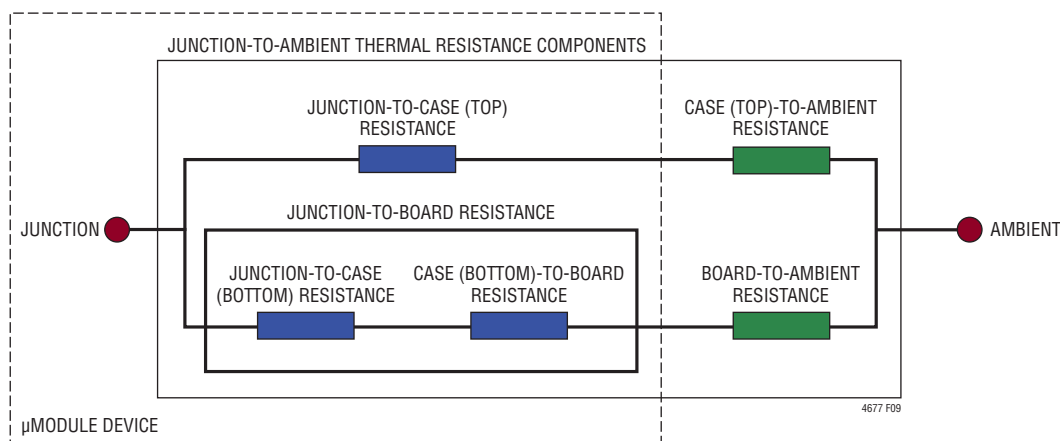 JUNCTION-TO-AMBIENT THERMAL RESISTANCE COMPONENTS
JUNCTION-TO-CASE (TOP)
RESISTANCE
CASE (TOP)-TO-AMBIENT
RESISTANCE
JUNCTION
JUNCTION-TO-BOARD RESISTANCE
AMBIENT
JUNCTION-TO-CASE
(BOTTOM) RESISTANCE
CASE (BOTTOM)-TO-BOARD
RESISTANCE
BOARD-TO-AMBIENT
RESISTANCE
4677 F09
µMODULE DEVICE